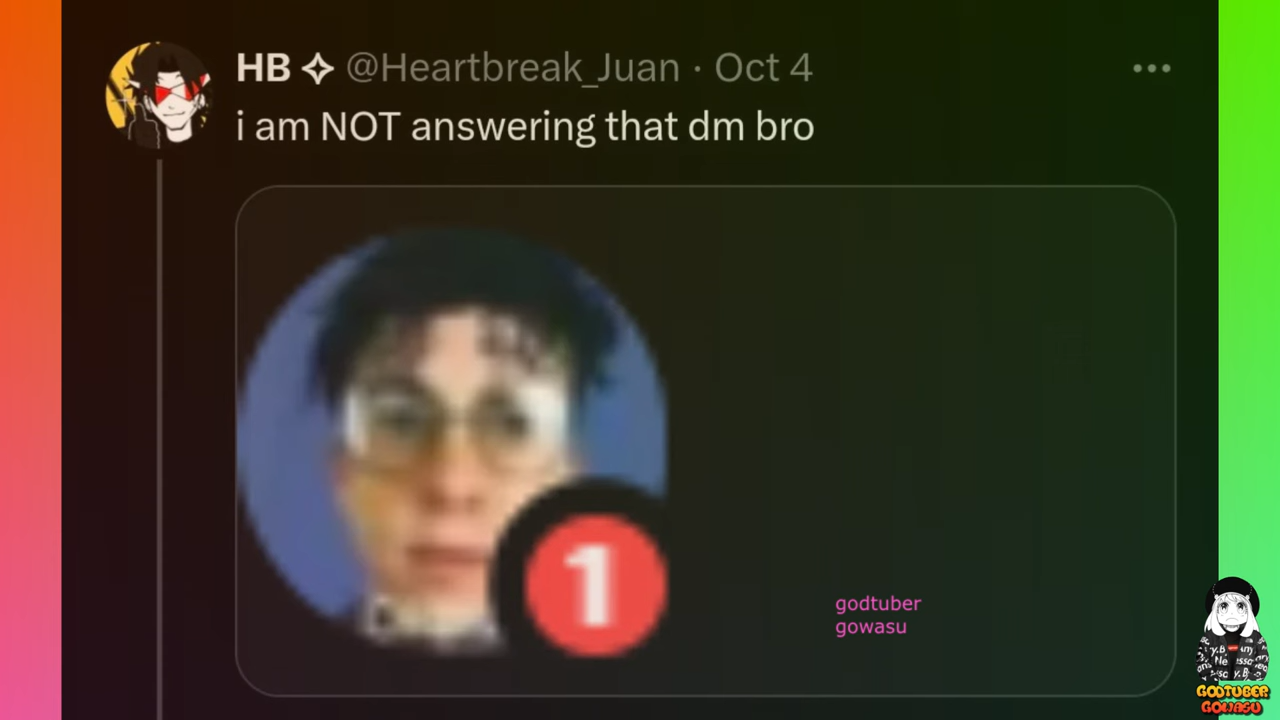 HB ✧ @Heartbreak_Juan · Oct 4
i am NOT answering that dm bro
1
godtuber
gowasu
GODTUBER
GOWASU